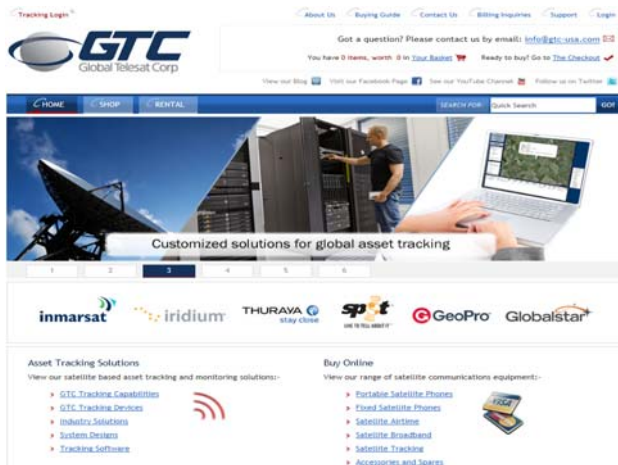 Tracking Login
About Us Buying Guide Contact Us Billing Inquiries Support Login
GTC
Global Telesat Corp
Got a question? Please contact us by email: info@gtc-usa.com
You have 0 items, worth 0 in Your Basket Ready to buy? Go to The Checkout
View our Blog Visit our Facebook Page See our YouTube Channel Follow us on Twitter
HOME SHOP RENTAL SEARCH FOR: Quick Search GO!
Customized solutions for global asset tracking
1 2 3 4 5 6
inmarsat iridium THURAYA stay close spot LIVE TO TELL ABOUT IT GeoPro Globalstar
Asset Tracking Solutions
View our satellite based asset tracking and monitoring solutions:-
GTC Tracking Capabilities
GTC Tracking Devices
Industry Solutions
System Designs
Tracking Software
Buy Online
View our range of satellite communications equipment:-
Portable Satellite Phones
Fixed Satellite Phones
Satellite Airtime
Satellite Broadband
Satellite Tracking
Accessories and Spares
VISA